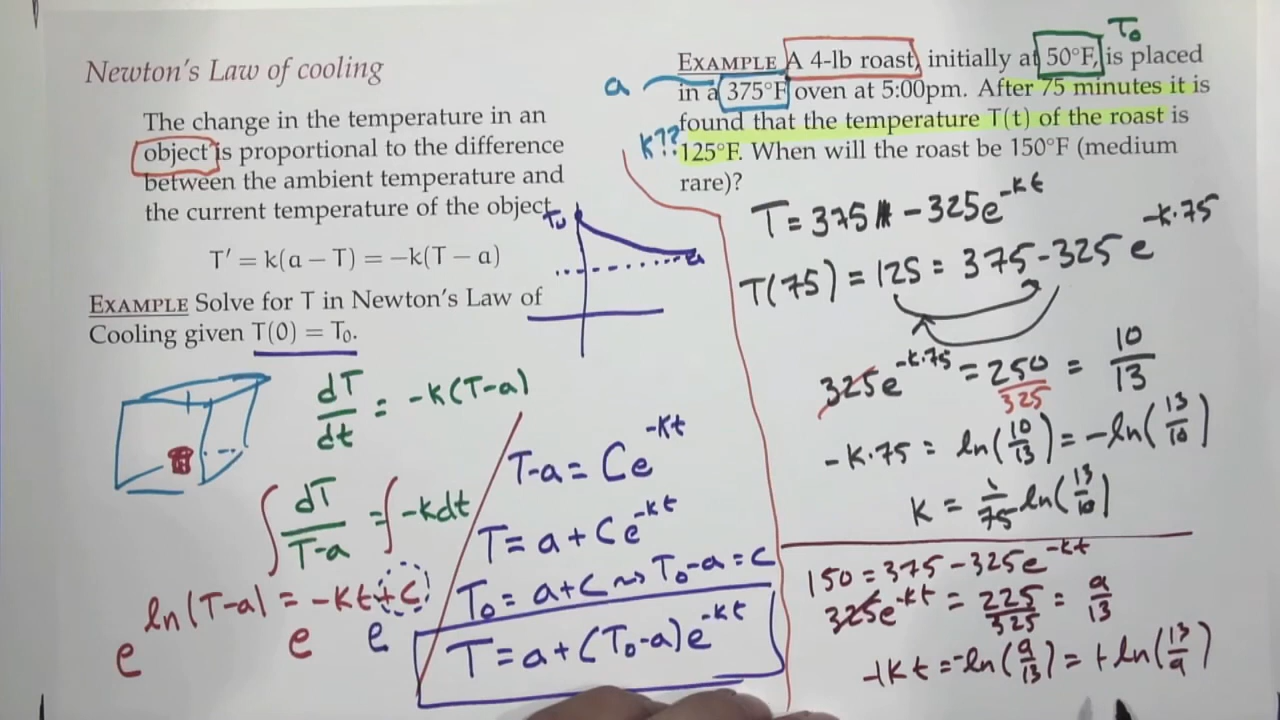 Newton's Law of cooling
The change in the temperature in an
object is proportional to the difference
between the ambient temperature and
the current temperature of the object.
T' = k(a − T) = −k(T − a)
EXAMPLE Solve for T in Newton's Law of
Cooling given T(0) = T₀.
T₀
a
dT/dt = -k(T-a)
∫ dT/(T-a) = ∫ -kdt
e^ln(T-a) = e^-kt e^+C
T-a = Ce^-kt
T = a + Ce^-kt
T₀ = a+C ⇝ T₀-a = C
T = a + (T₀-a)e^-kt
T₀
EXAMPLE A 4-lb roast, initially at 50°F, is placed
a
in a 375°F oven at 5:00pm. After 75 minutes it is
found that the temperature T(t) of the roast is
k??
125°F. When will the roast be 150°F (medium
rare)?
T = 375 - 325e^-kt
T(75) = 125 = 375 - 325 e^-k·75
325e^-k·75 = 250/325 = 10/13
-k·75 = ln(10/13) = -ln(13/10)
k = 1/75 ln(13/10)
150 = 375 - 325e^-kt
325e^-kt = 225/325 = 9/13
-kt = -ln(9/13) = + ln(13/9)